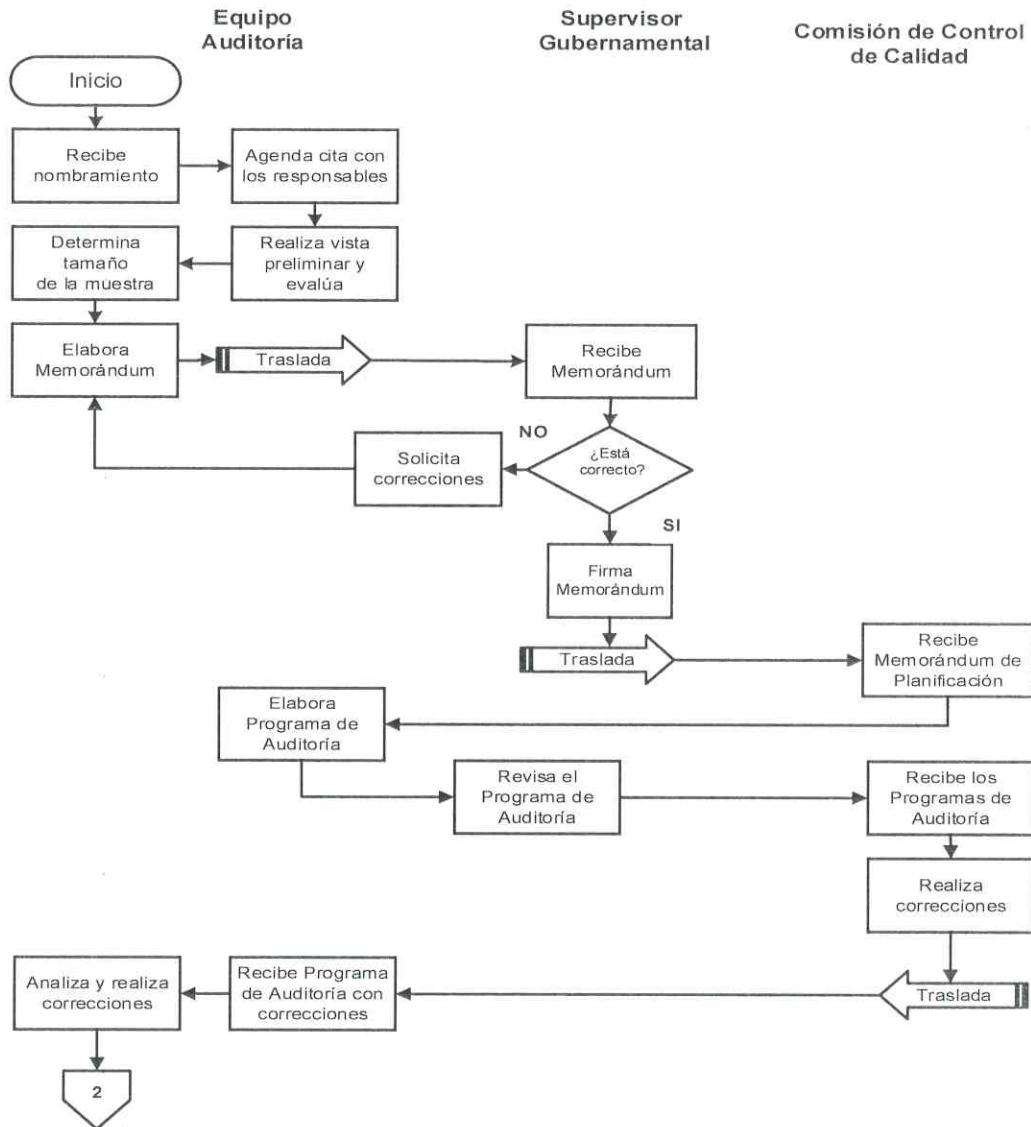 Equipo
Auditoría
Supervisor
Gubernamental
Comisión de Control
de Calidad
Inicio
Recibe
nombramiento
Agenda cita con
los responsables
Determina
tamaño
de la muestra
Realiza vista
preliminar y
evalúa
Elabora
Memorándum
Traslada
Recibe
Memorándum
NO
¿Está
correcto?
Solicita
correcciones
SI
Firma
Memorándum
Traslada
Recibe
Memorándum de
Planificación
Elabora
Programa de
Auditoría
Revisa el
Programa de
Auditoría
Recibe los
Programas de
Auditoría
Realiza
correcciones
Analiza y realiza
correcciones
Recibe Programa
de Auditoría con
correcciones
Traslada
2